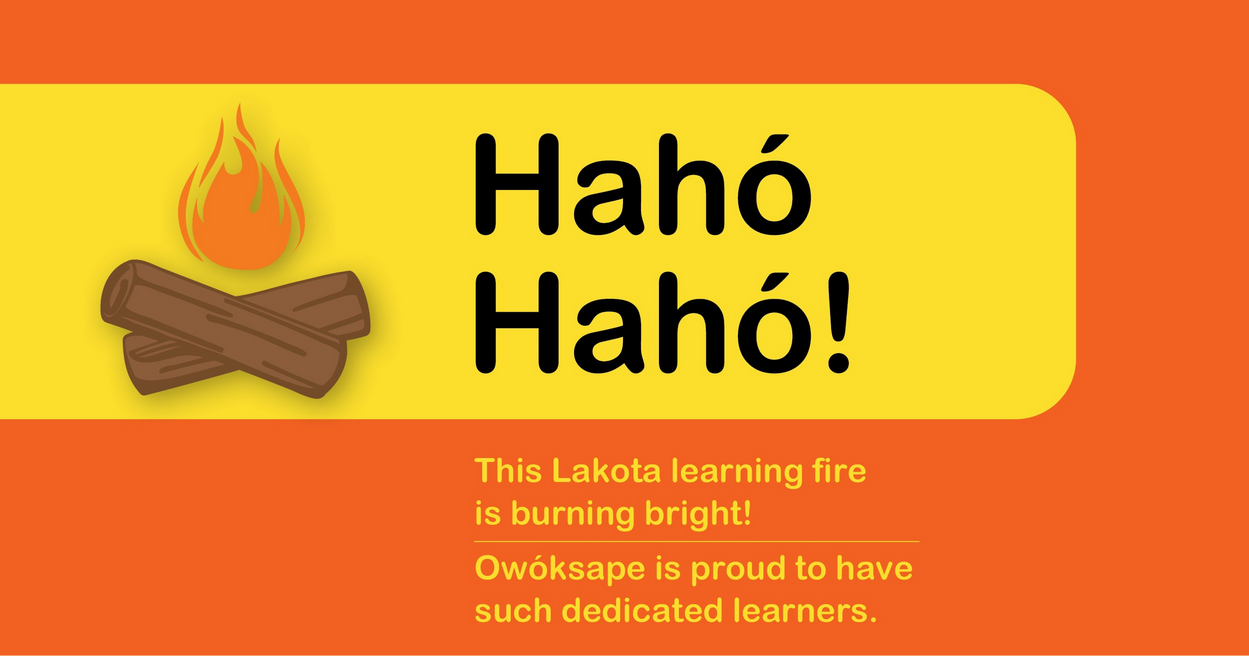 Hahó
Hahó!
This Lakota learning fire
is burning bright!
Owóksape is proud to have
such dedicated learners.